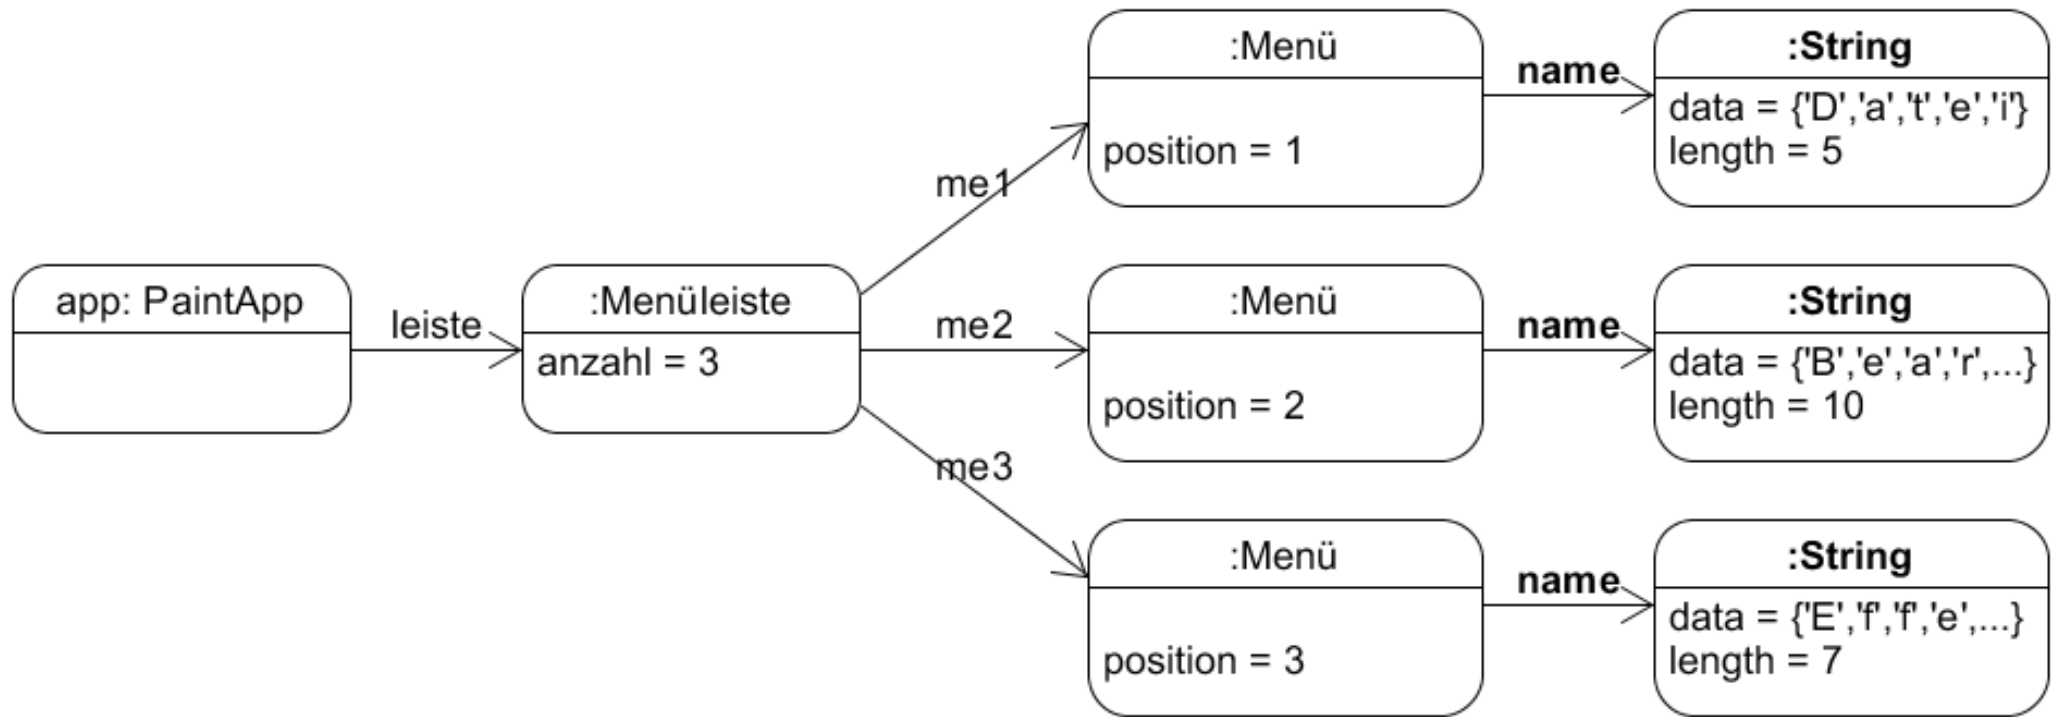 app: PaintApp
leiste
:Menüleiste
anzahl = 3
me1
:Menü
position = 1
name
:String
data = {'D','a','t','e','i'}
length = 5
me2
:Menü
position = 2
name
:String
data = {'B','e','a','r',...}
length = 10
me3
:Menü
position = 3
name
:String
data = {'E','f','f','e',...}
length = 7